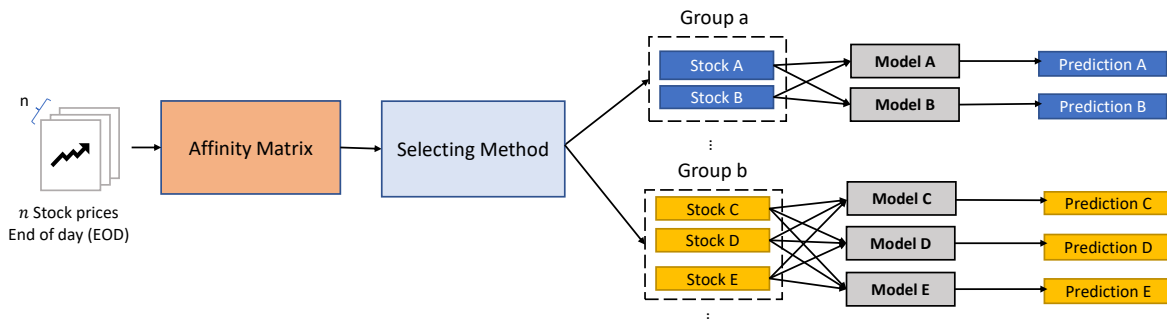 n
n Stock prices
End of day (EOD)
Affinity Matrix
Selecting Method
Group a
Stock A
Stock B
Model A
Model B
Prediction A
Prediction B
...
Group b
Stock C
Stock D
Stock E
Model C
Model D
Model E
Prediction C
Prediction D
Prediction E
...